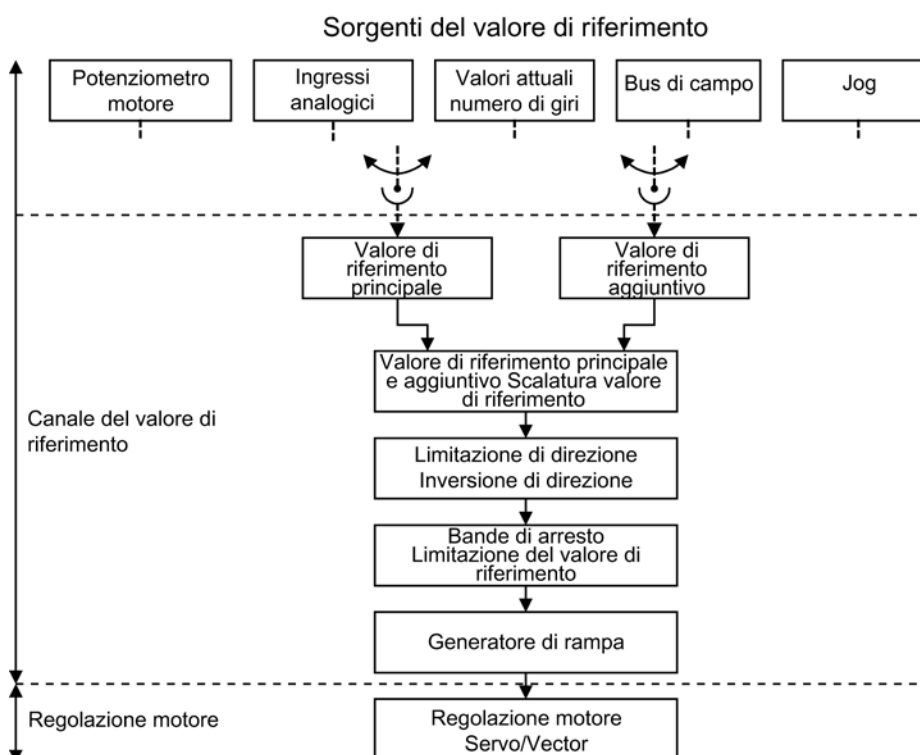 Sorgenti del valore di riferimento
Potenziometro
motore
Ingressi
analogici
Valori attuali
numero di giri
Bus di campo
Jog
Valore di
riferimento
principale
Valore di
riferimento
aggiuntivo
Valore di riferimento principale
e aggiuntivo Scalatura valore
di riferimento
Canale del valore di
riferimento
Limitazione di direzione
Inversione di direzione
Bande di arresto
Limitazione del valore di
riferimento
Generatore di rampa
Regolazione motore
Regolazione motore
Servo/Vector